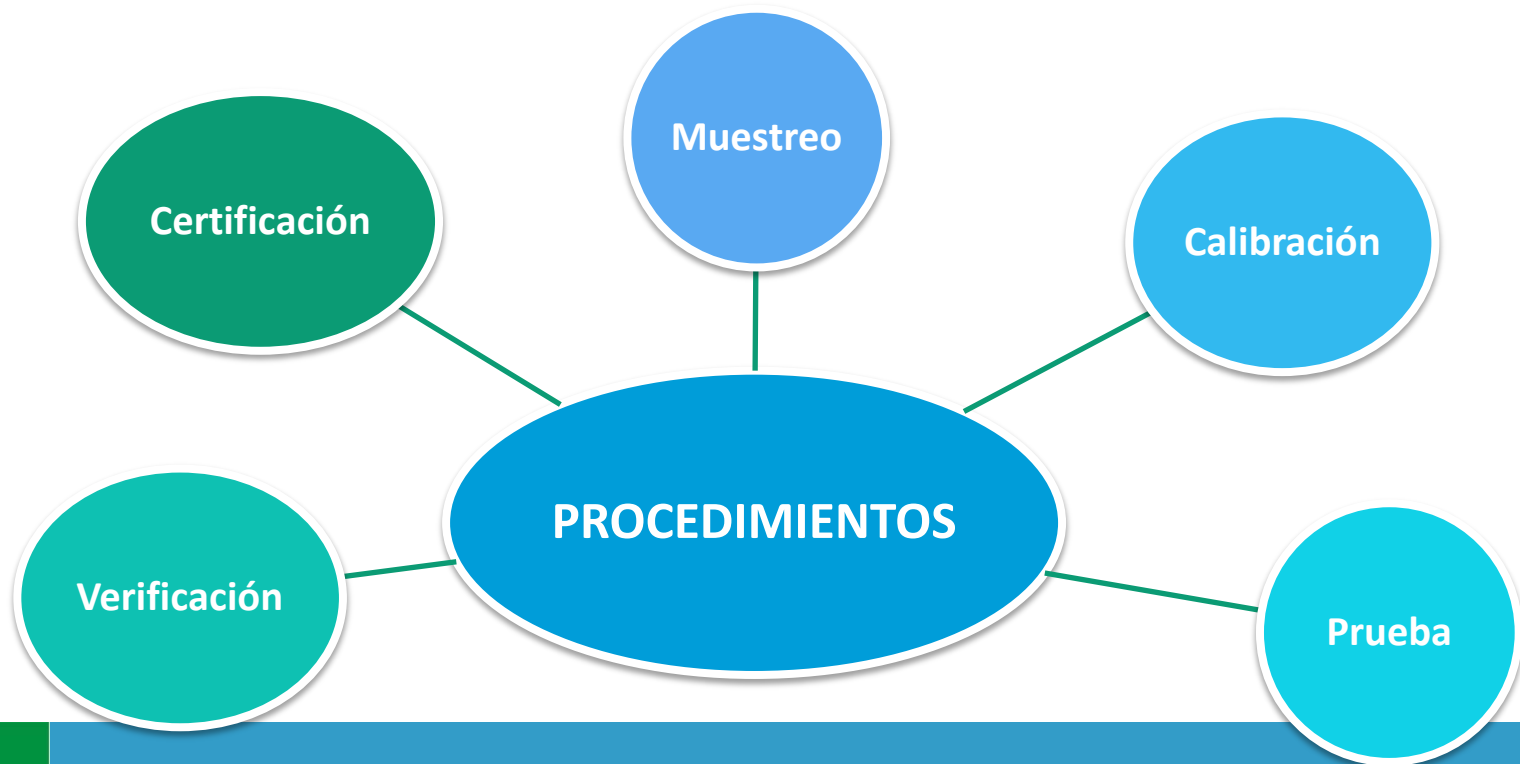 Muestreo
Certificación
Calibración
PROCEDIMIENTOS
Verificación
Prueba